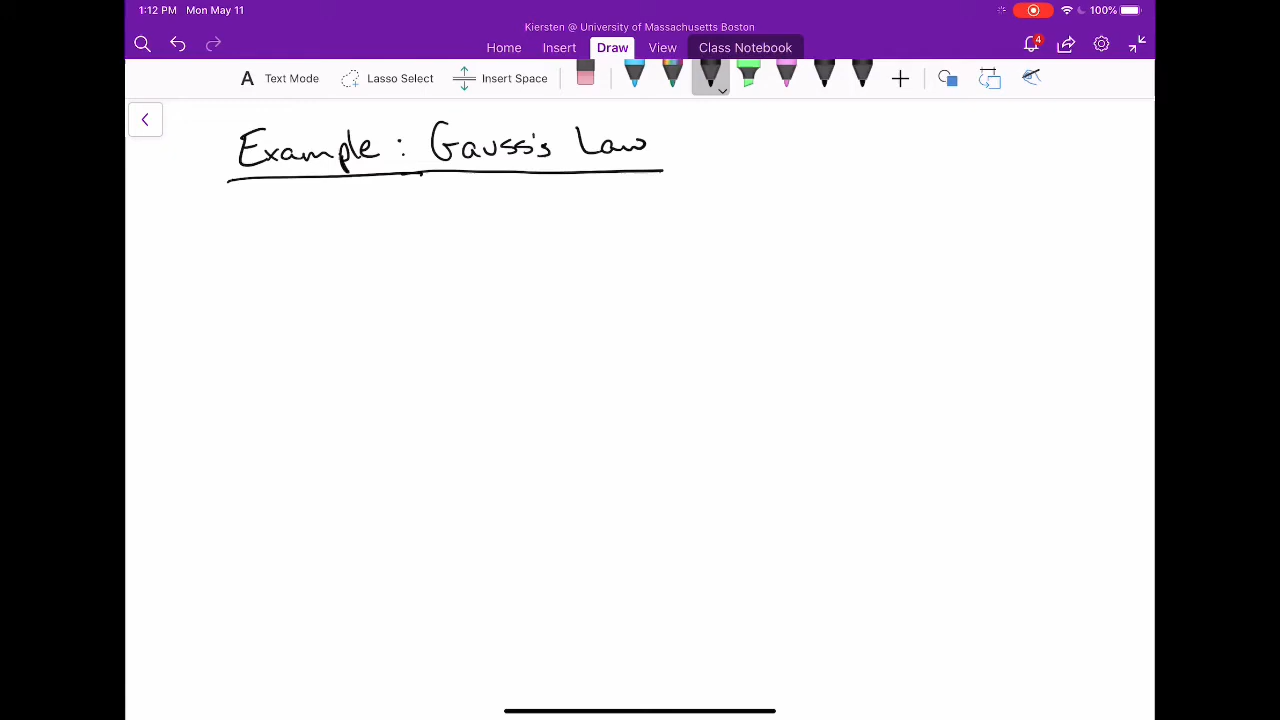 1:12 PM Mon May 11
100%
Kiersten @ University of Massachusetts Boston
Home Insert Draw View Class Notebook
4
A Text Mode Lasso Select Insert Space
Example: Gauss's Law